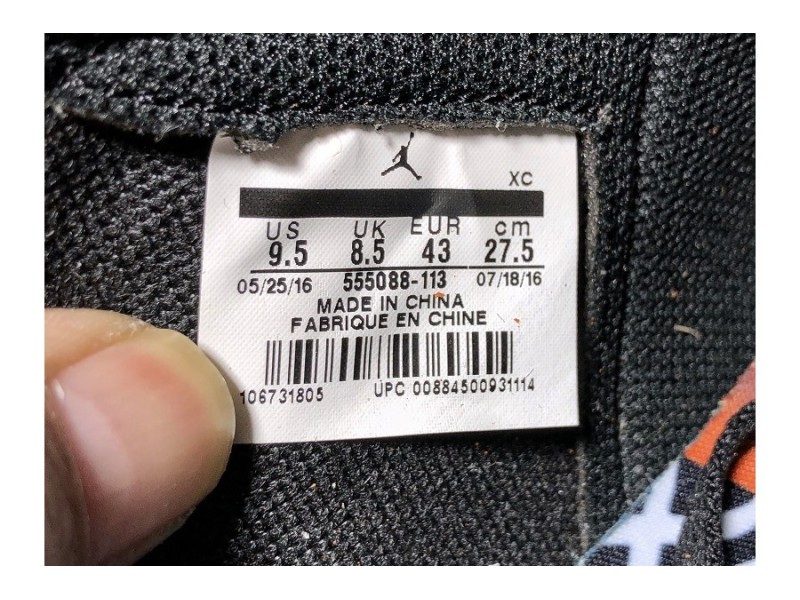 XC
US UK EUR cm
9.5 8.5 43 27.5
05/25/16 555088-113 07/18/16
MADE IN CHINA
FABRIQUE EN CHINE
106731805 UPC 00884500931114